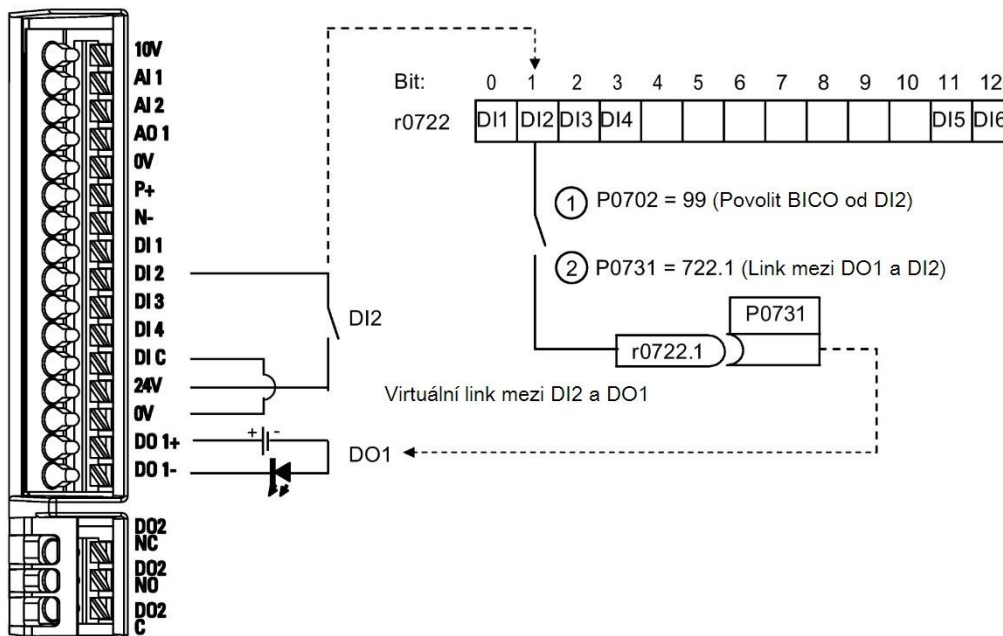 10V
AI 1
AI 2
AO 1
0V
P+
N-
DI 1
DI 2
DI 3
DI 4
DI C
24V
0V
DO 1+
DO 1-
DO2
NC
DO2
NO
DO2
C
Bit: 0 1 2 3 4 5 6 7 8 9 10 11 12
r0722 DI1 DI2 DI3 DI4 DI5 DI6
1 P0702 = 99 (Povolit BICO od DI2)
2 P0731 = 722.1 (Link mezi DO1 a DI2)
P0731
r0722.1
DI2
Virtuální link mezi DI2 a DO1
+ -
DO1